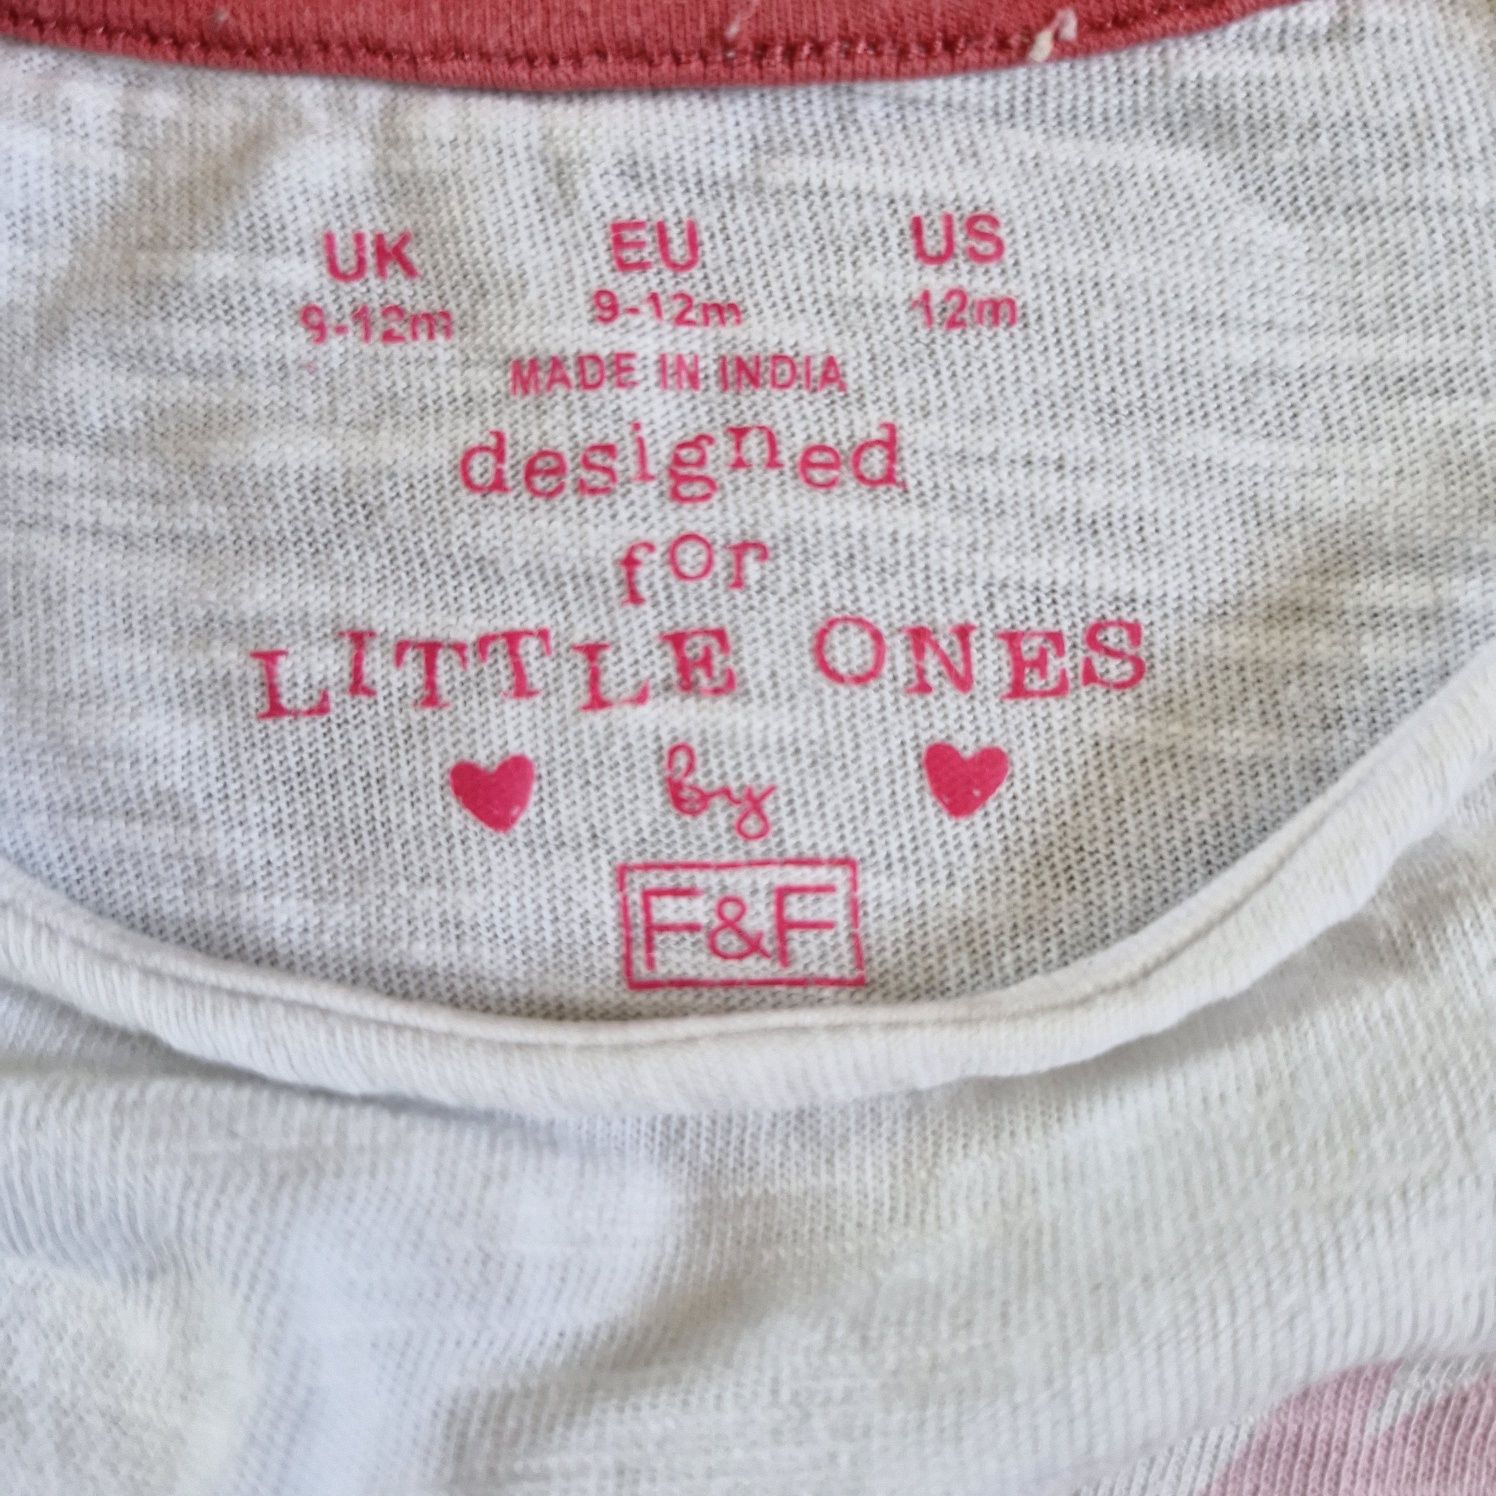 UK EU US
9-12m 9-12m 12m
MADE IN INDIA
designed
for
LITTLE ONES
by
F&F